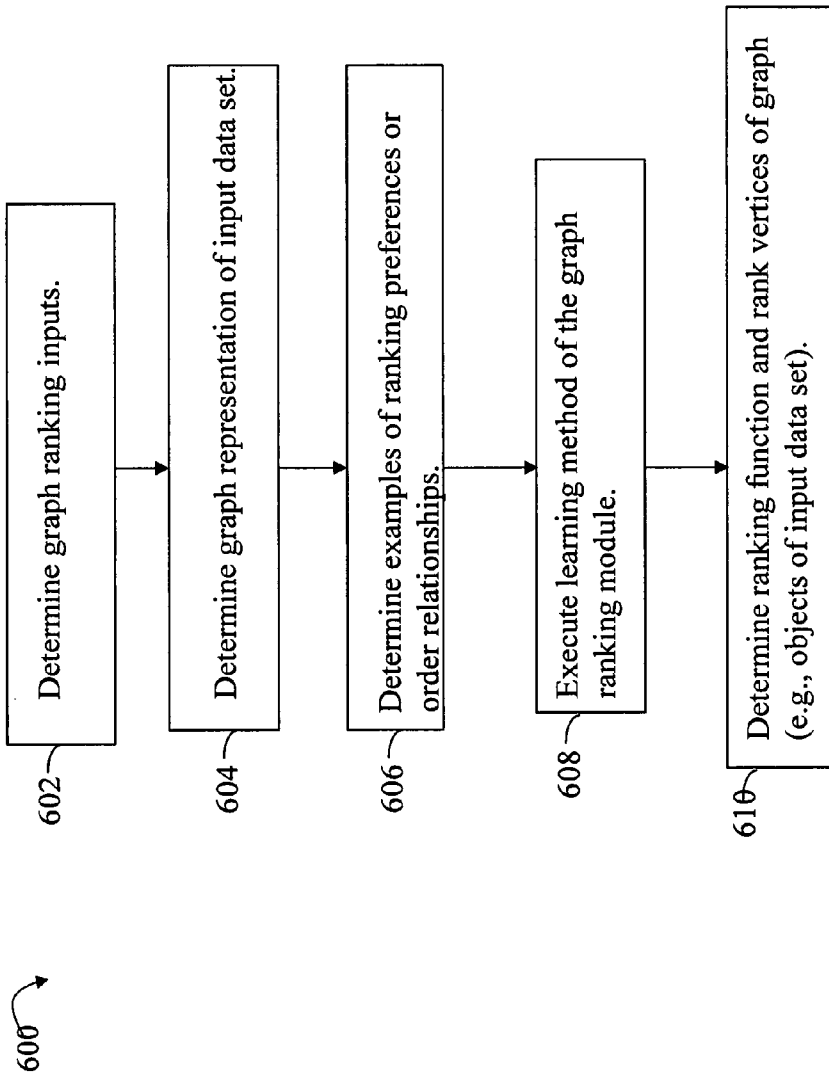 600
602
Determine graph ranking inputs.
604
Determine graph representation of input data set.
606
Determine examples of ranking preferences or
order relationships.
608
Execute learning method of the graph
ranking module.
610
Determine ranking function and rank vertices of graph
(e.g., objects of input data set).